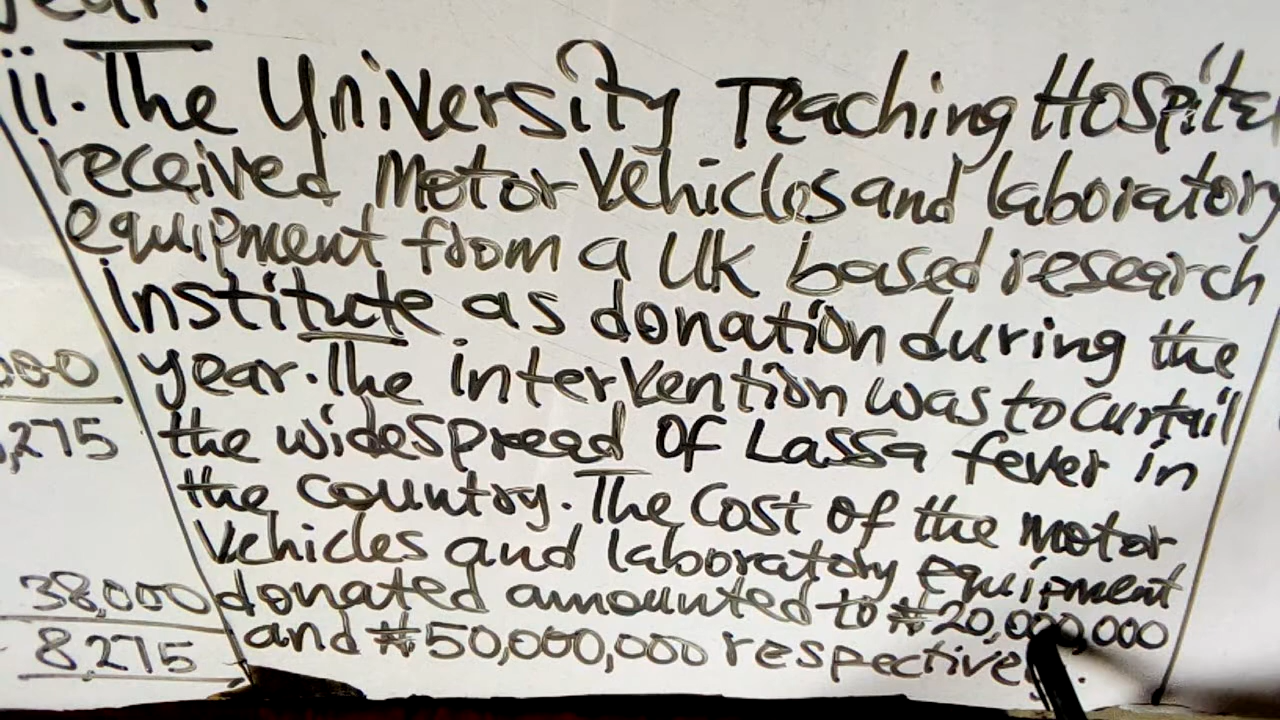 year.
ii. The University Teaching Hospital
received Motor Vehicles and laboratory
equipment from a UK based research
Institute as donation during the
year. The intervention was to Curtail
the widespread of Lassa fever in
the Country. The Cost of the Motor
Vehicles and laboratory equipment
donated amounted to ₦20,000,000
and ₦50,000,000 respectively.
000
,275
38,000
8,275